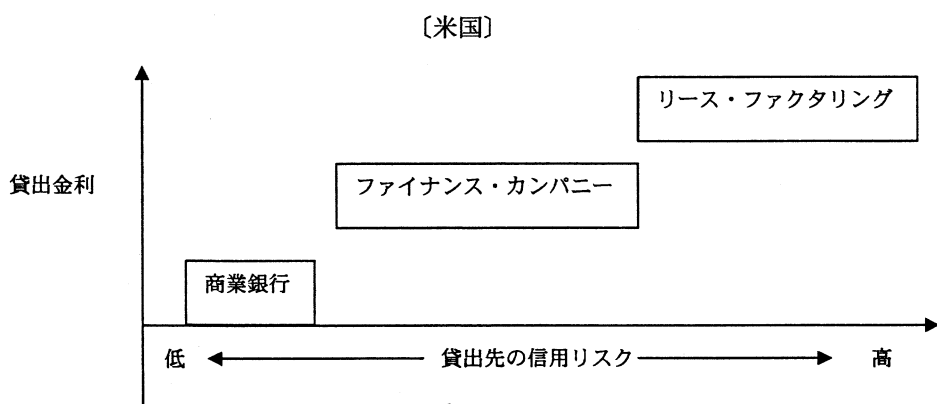 〔米国〕
リース・ファクタリング
貸出金利
ファイナンス・カンパニー
商業銀行
低
貸出先の信用リスク
高